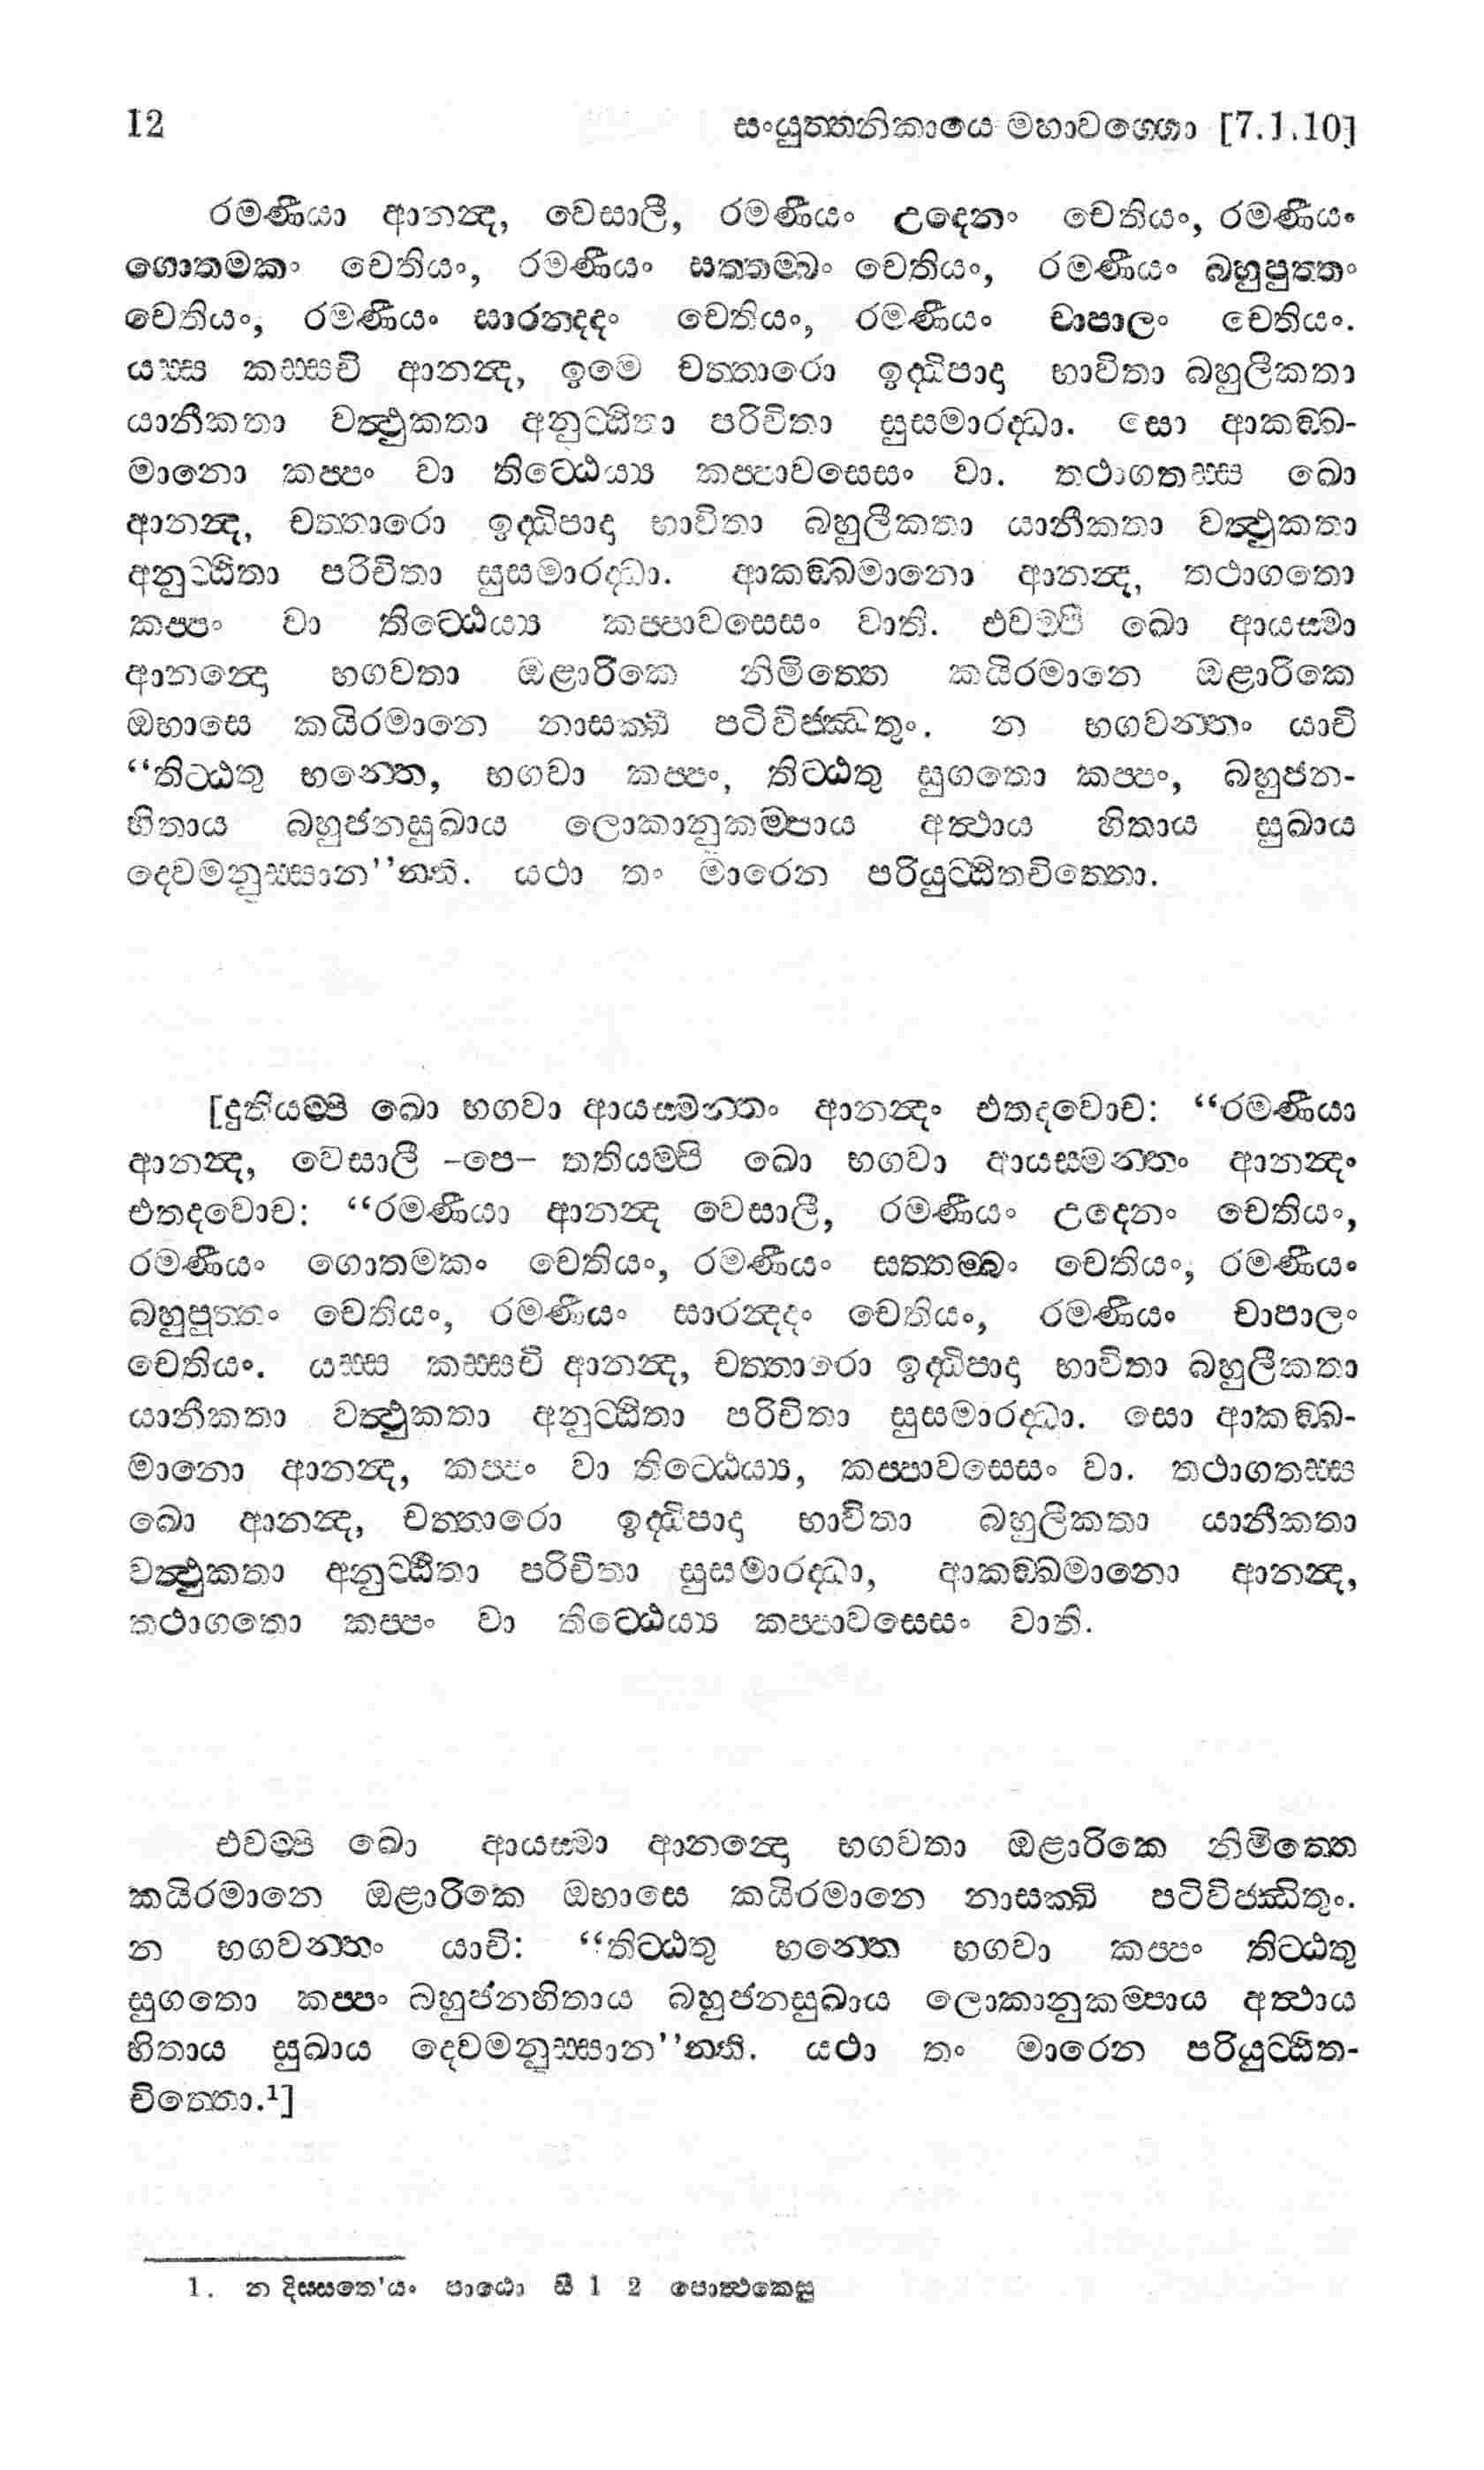 12 සංයුත්තනිකායෙ මහාවග්ගො [7.1.10]
රමණීයා ආනන්ද, වෙසාලී, රමණීයං උදෙනං චෙතියං, රමණීයං
ගොතමකං චෙතියං, රමණීයං සත්තම්බං චෙතියං, රමණීයං බහුපුත්තං
චෙතියං, රමණීයං සාරන්දදං චෙතියං, රමණීයං චාපාලං චෙතියං.
යස්ස කස්සචි ආනන්ද, ඉමෙ චත්තාරො ඉද්ධිපාදා භාවිතා බහුලීකතා
යානීකතා වත්ථුකතා අනුට්ඨිතා පරිචිතා සුසමාරද්ධා. සො ආකඞ්ඛ-
මානො කප්පං වා තිට්ඨෙය්‍ය කප්පාවසෙසං වා. තථාගතස්ස ඛො
ආනන්ද, චත්තාරො ඉද්ධිපාදා භාවිතා බහුලීකතා යානීකතා වත්ථුකතා
අනුට්ඨිතා පරිචිතා සුසමාරද්ධා. ආකඞ්ඛමානො ආනන්ද, තථාගතො
කප්පං වා තිට්ඨෙය්‍ය කප්පාවසෙසං වාති. එවම්පි ඛො ආයස්මා
ආනන්දො භගවතා ඔළාරිකෙ නිමිත්තෙ කයිරමානෙ ඔළාරිකෙ
ඔභාසෙ කයිරමානෙ නාසක්ඛි පටිවිජ්ඣිතුං. න භගවන්තං යාචි
“තිට්ඨතු භන්තෙ, භගවා කප්පං, තිට්ඨතු සුගතො කප්පං, බහුජන-
හිතාය බහුජනසුඛාය ලොකානුකම්පාය අත්ථාය හිතාය සුඛාය
දෙවමනුස්සාන”න්ති. යථා තං මාරෙන පරියුට්ඨිතචිත්තො.
[දුතියම්පි ඛො භගවා ආයස්මන්තං ආනන්දං එතදවොච: “රමණීයා
ආනන්ද, වෙසාලී –පෙ– තතියම්පි ඛො භගවා ආයස්මන්තං ආනන්දං
එතදවොච: “රමණීයා ආනන්ද වෙසාලී, රමණීයං උදෙනං චෙතියං,
රමණීයං ගොතමකං චෙතියං, රමණීයං සත්තම්බං චෙතියං, රමණීයං
බහුපුත්තං චෙතියං, රමණීයං සාරන්දදං චෙතියං, රමණීයං චාපාලං
චෙතියං. යස්ස කස්සචි ආනන්ද, චත්තාරො ඉද්ධිපාදා භාවිතා බහුලීකතා
යානීකතා වත්ථුකතා අනුට්ඨිතා පරිචිතා සුසමාරද්ධා. සො ආකඞ්ඛ-
මානො ආනන්ද, කප්පං වා තිට්ඨෙය්‍ය, කප්පාවසෙසං වා. තථාගතස්ස
ඛො ආනන්ද, චත්තාරො ඉද්ධිපාදා භාවිතා බහුලීකතා යානීකතා
වත්ථුකතා අනුට්ඨිතා පරිචිතා සුසමාරද්ධා, ආකඞ්ඛමානො ආනන්ද,
තථාගතො කප්පං වා තිට්ඨෙය්‍ය කප්පාවසෙසං වාති.
එවම්පි ඛො ආයස්මා ආනන්දො භගවතා ඔළාරිකෙ නිමිත්තෙ
කයිරමානෙ ඔළාරිකෙ ඔභාසෙ කයිරමානෙ නාසක්ඛි පටිවිජ්ඣිතුං.
න භගවන්තං යාචි: “තිට්ඨතු භන්තෙ භගවා කප්පං තිට්ඨතු
සුගතො කප්පං බහුජනහිතාය බහුජනසුඛාය ලොකානුකම්පාය අත්ථාය
හිතාය සුඛාය දෙවමනුස්සාන”න්ති. යථා තං මාරෙන පරියුට්ඨිත-
චිත්තො.¹]
1. න දිස්සතෙ'යං පාඨො සී 1 2 පොත්ථකෙසු